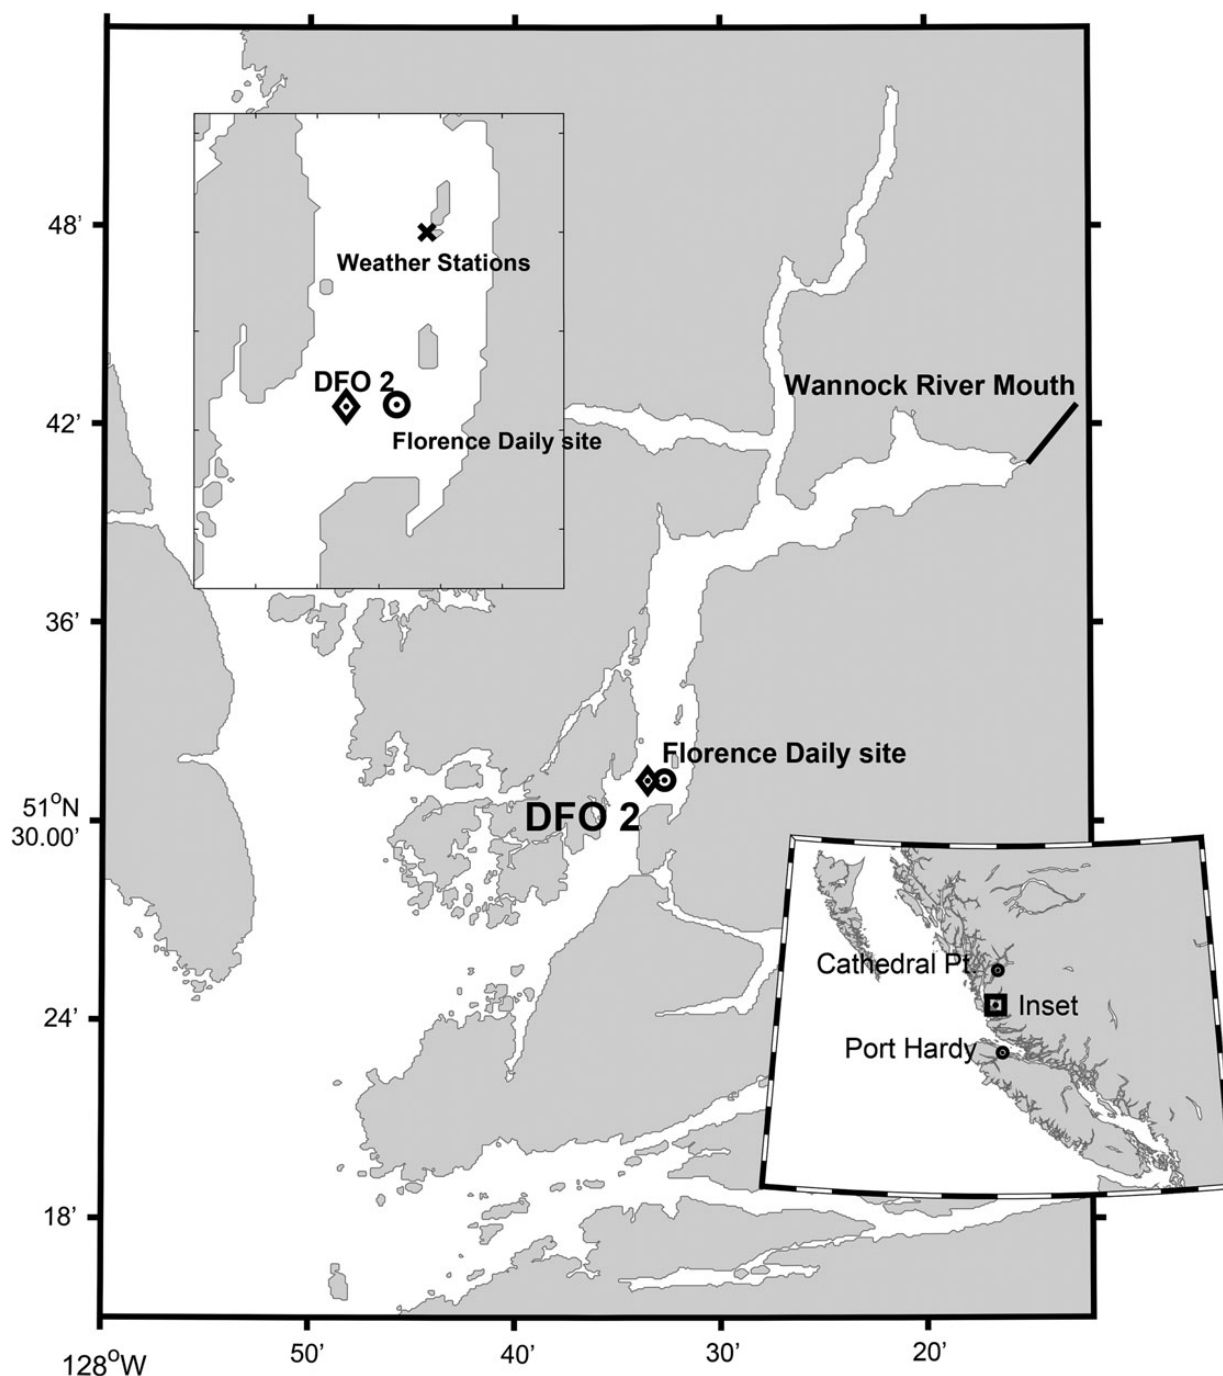 48’
Weather Stations
DFO 2
Florence Daily site
Wannock River Mouth
42’
36’
Florence Daily site
DFO 2
51°N
30.00’
Cathedral Pt.
Inset
Port Hardy
24’
18’
128°W
50’
40’
30’
20’